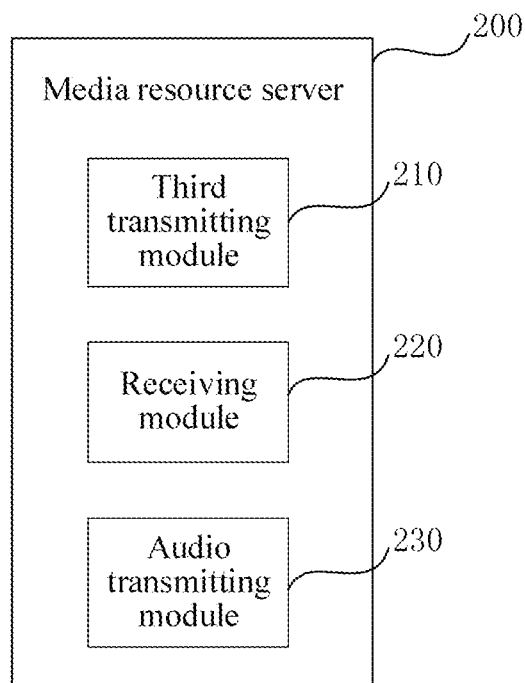 200
Media resource server
Third
transmitting
module
210
Receiving
module
220
Audio
transmitting
module
230